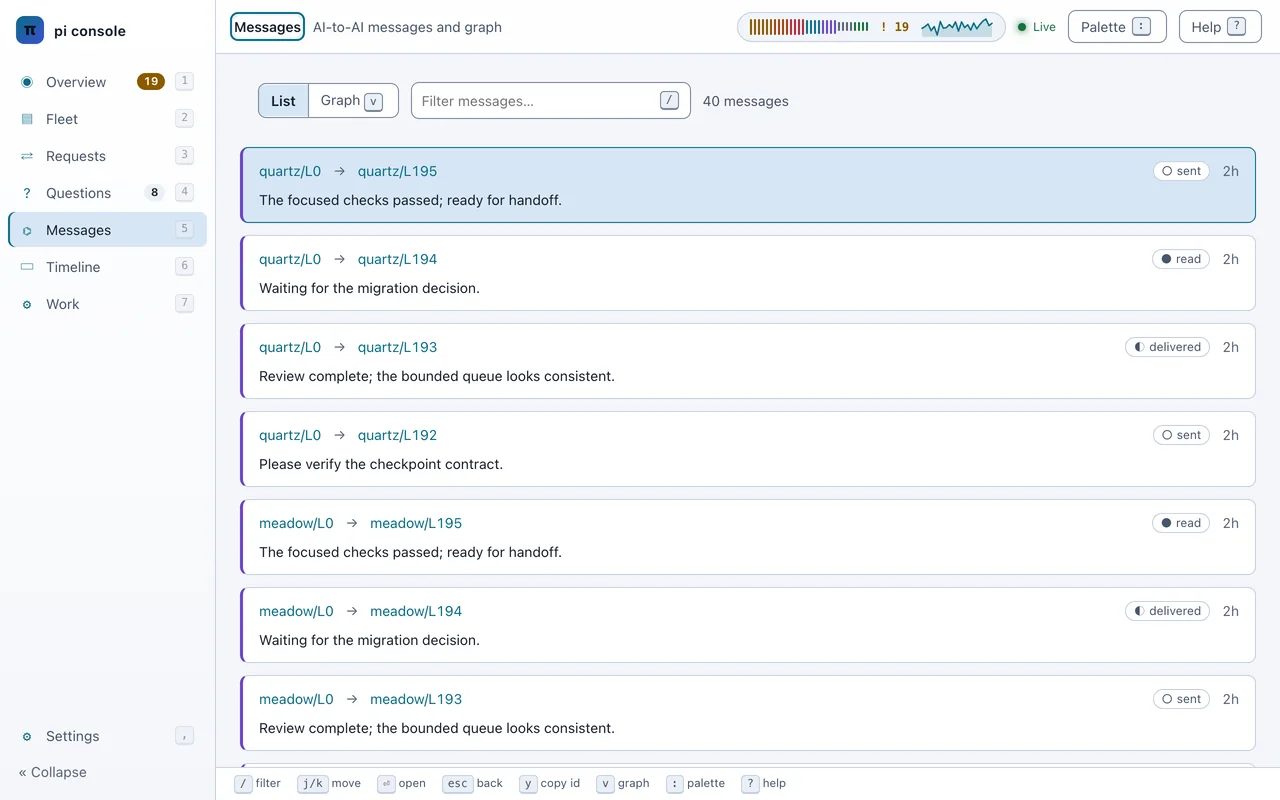 π pi console
Overview 19 1
Fleet 2
Requests 3
? Questions 8 4
Messages 5
Timeline 6
Work 7
Settings ,
« Collapse
Messages AI-to-AI messages and graph ! 19 Live Palette : Help ?
List Graph v Filter messages... / 40 messages
quartz/L0 → quartz/L195 sent 2h
The focused checks passed; ready for handoff.
quartz/L0 → quartz/L194 read 2h
Waiting for the migration decision.
quartz/L0 → quartz/L193 delivered 2h
Review complete; the bounded queue looks consistent.
quartz/L0 → quartz/L192 sent 2h
Please verify the checkpoint contract.
meadow/L0 → meadow/L195 read 2h
The focused checks passed; ready for handoff.
meadow/L0 → meadow/L194 delivered 2h
Waiting for the migration decision.
meadow/L0 → meadow/L193 sent 2h
Review complete; the bounded queue looks consistent.
/ filter j/k move ⏎ open esc back y copy id v graph : palette ? help